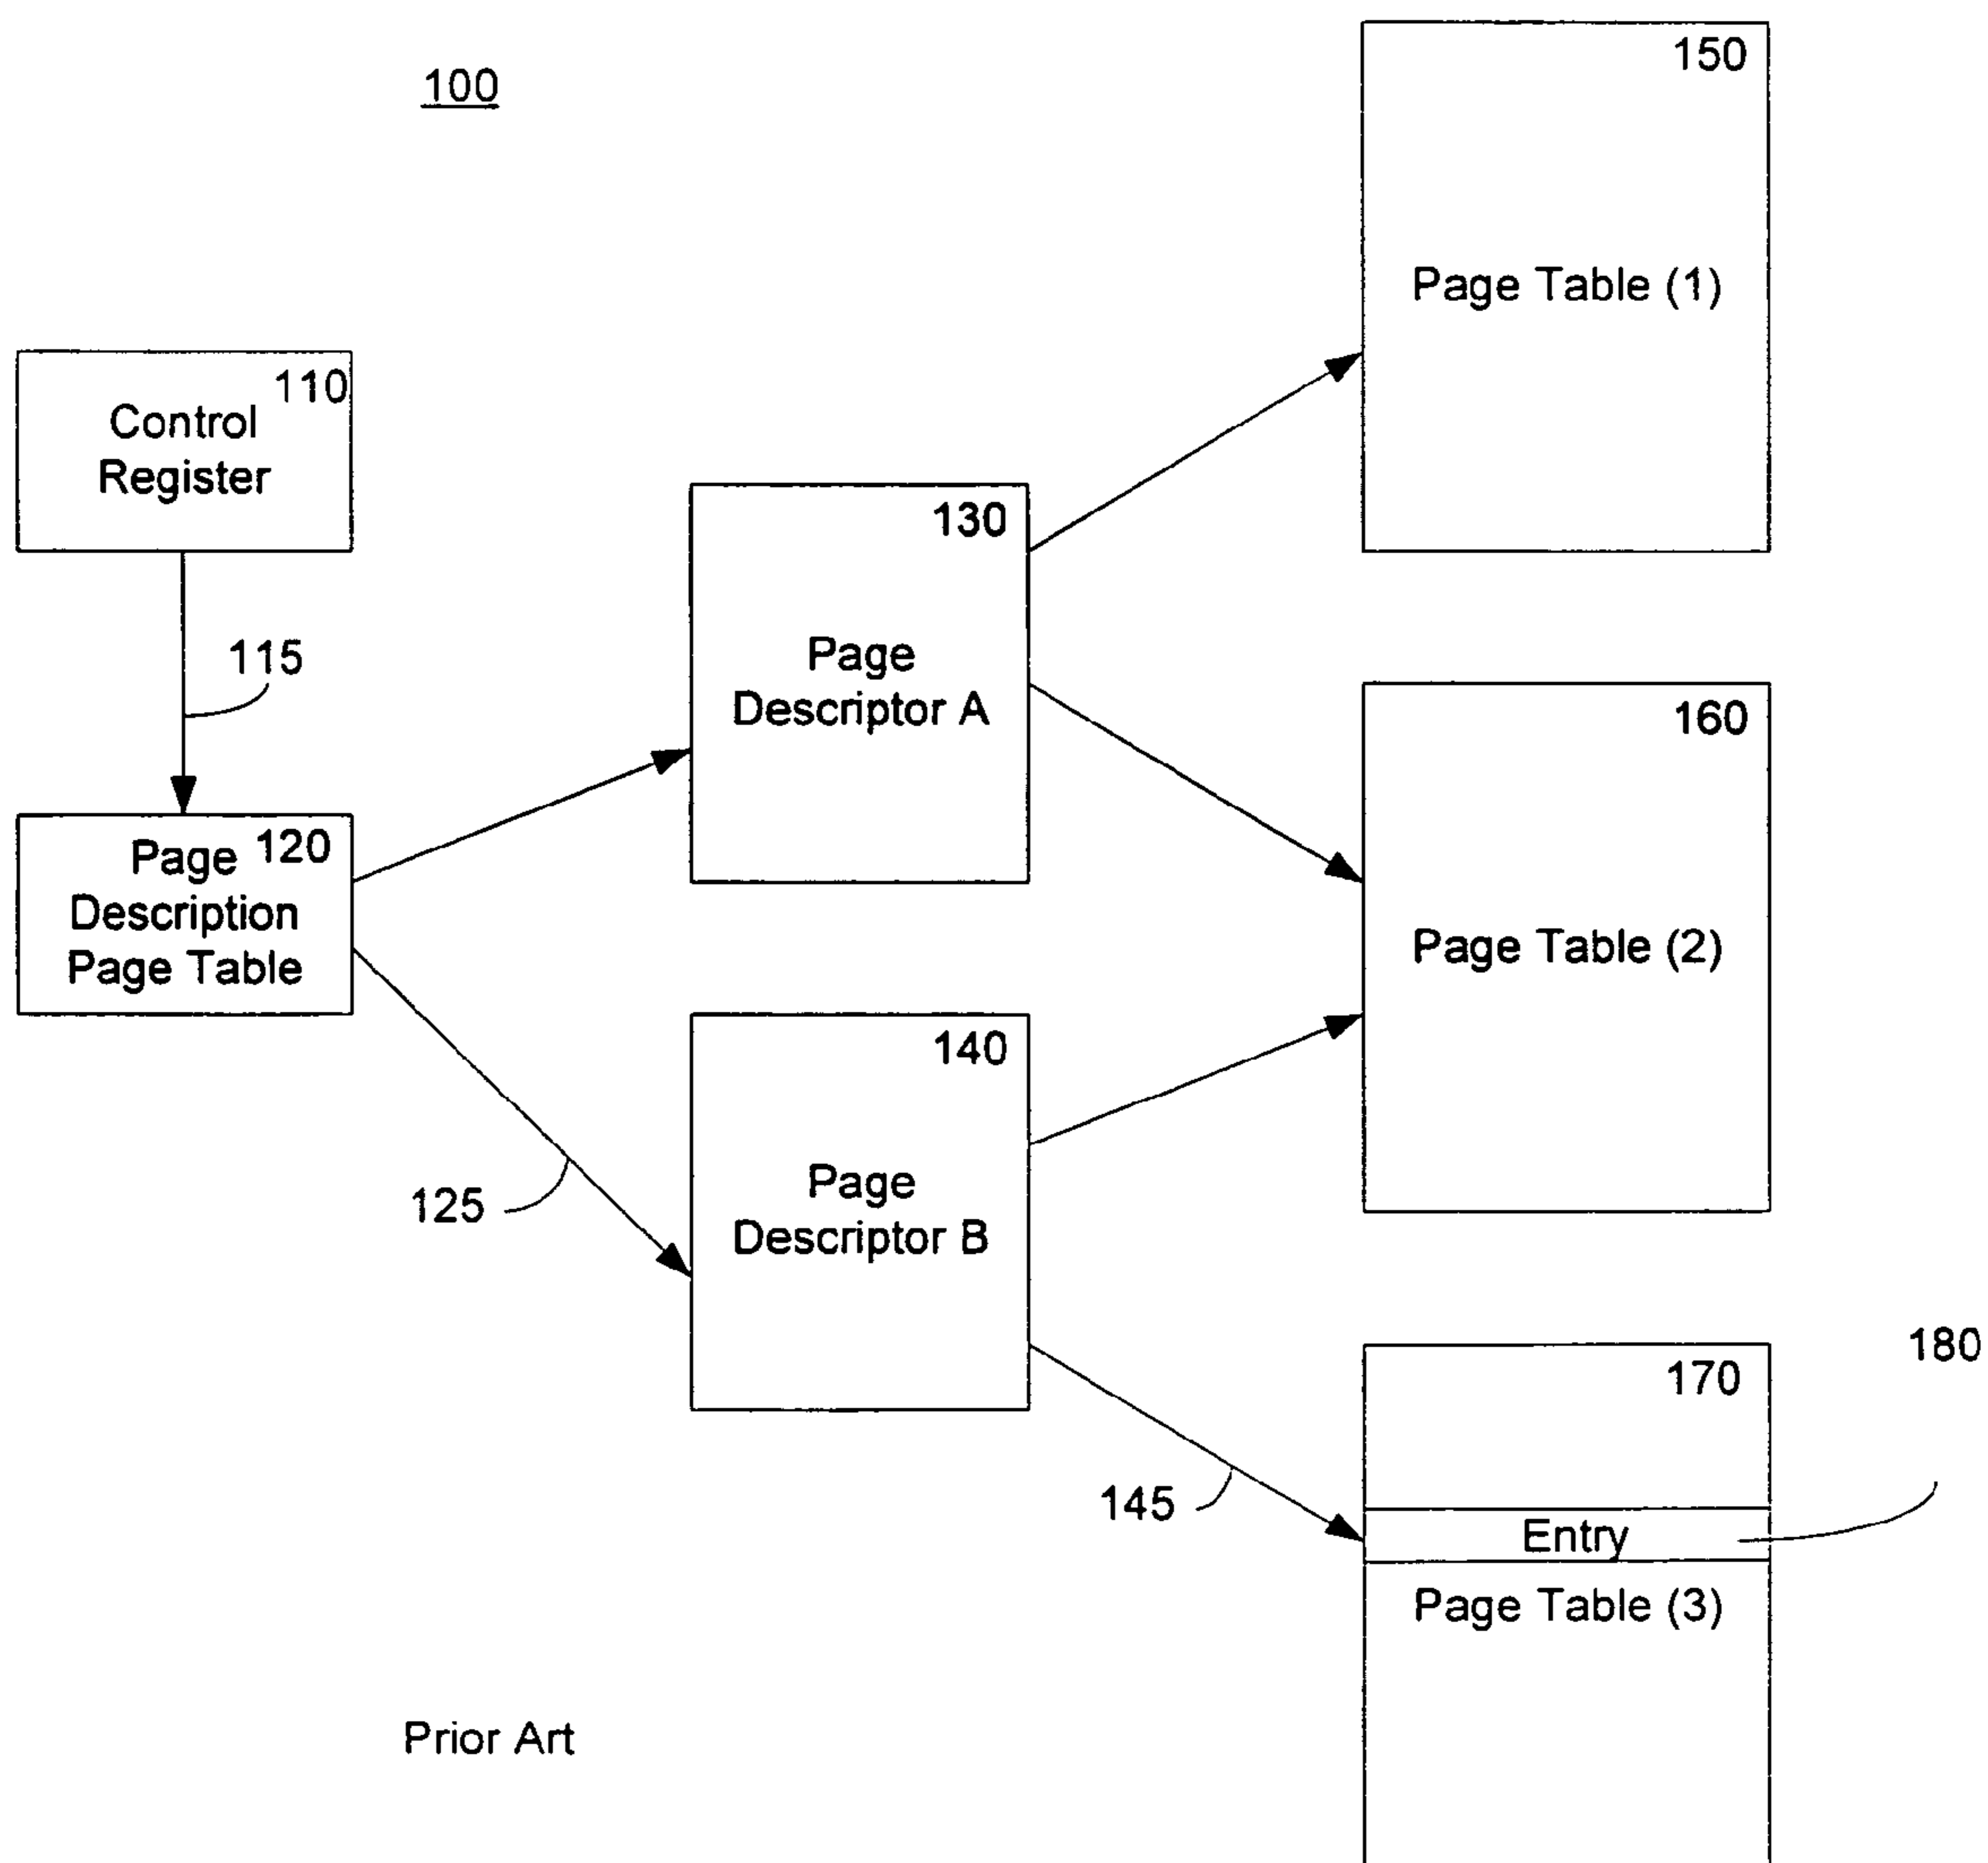 100
150
Page Table (1)
110
Control
Register
130
Page
Descriptor A
115
160
Page Table (2)
Page 120
Description
Page Table
140
Page
Descriptor B
125
180
170
145
Entry
Page Table (3)
Prior Art